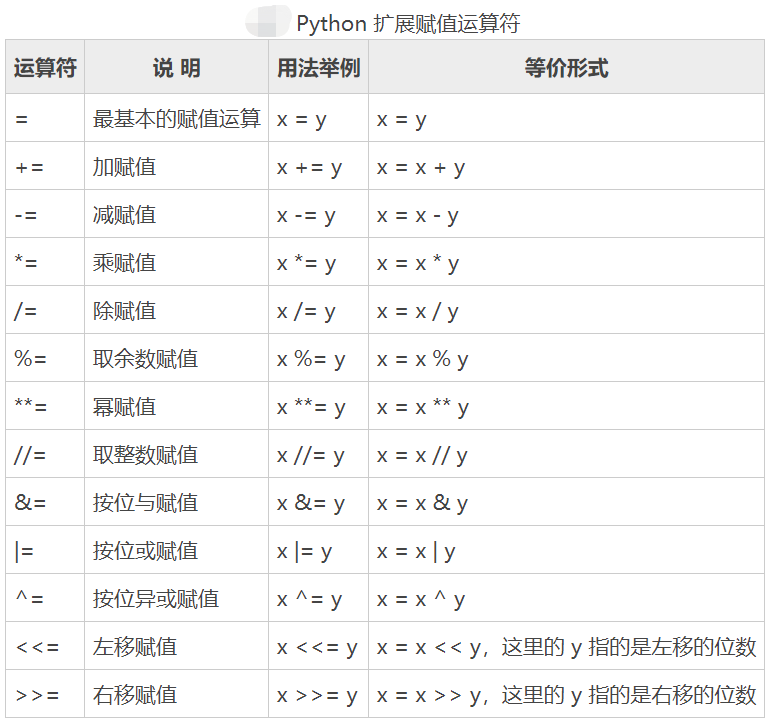 Python 扩展赋值运算符
运算符 说 明 用法举例 等价形式
= 最基本的赋值运算 x = y x = y
+= 加赋值 x += y x = x + y
-= 减赋值 x -= y x = x - y
*= 乘赋值 x *= y x = x * y
/= 除赋值 x /= y x = x / y
%= 取余数赋值 x %= y x = x % y
**= 幂赋值 x **= y x = x ** y
//= 取整数赋值 x //= y x = x // y
&= 按位与赋值 x &= y x = x & y
|= 按位或赋值 x |= y x = x | y
^= 按位异或赋值 x ^= y x = x ^ y
<<= 左移赋值 x <<= y x = x << y，这里的 y 指的是左移的位数
>>= 右移赋值 x >>= y x = x >> y，这里的 y 指的是右移的位数